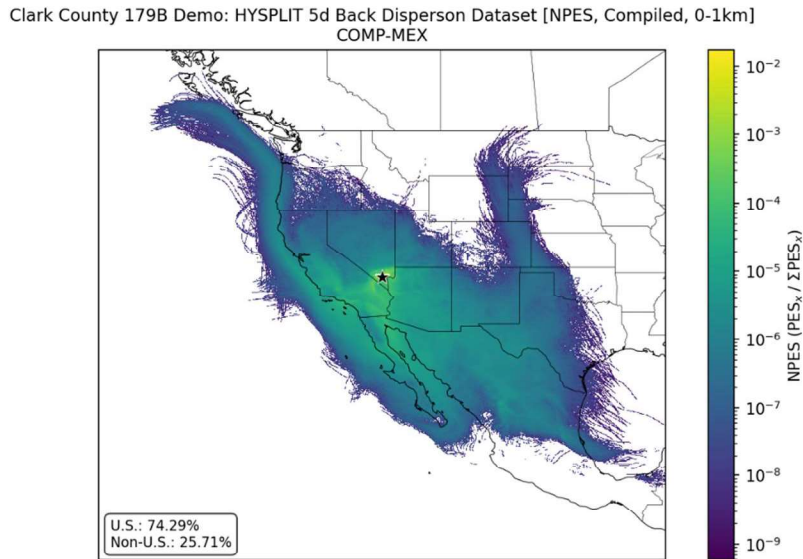 Clark County 179B Demo: HYSPLIT 5d Back Disperson Dataset [NPES, Compiled, 0-1km]
COMP-MEX
10⁻²
10⁻³
10⁻⁴
10⁻⁵
10⁻⁶
10⁻⁷
10⁻⁸
10⁻⁹
NPES (PESₓ / ΣPESₓ)
U.S.: 74.29%
Non-U.S.: 25.71%